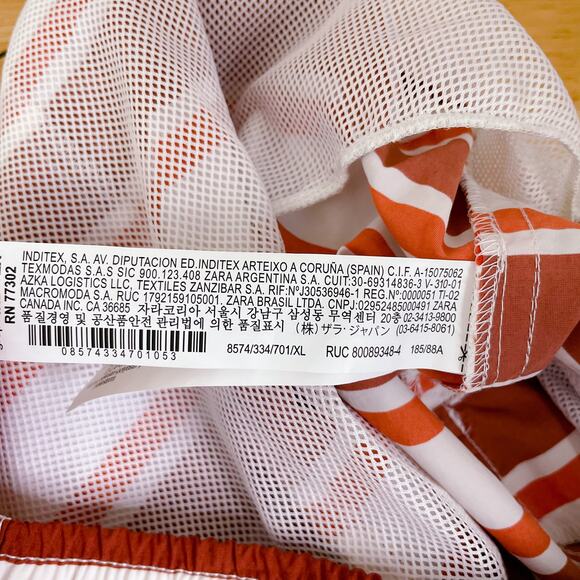 INDITEX, S.A. AV. DIPUTACION ED.INDITEX ARTEIXO A CORUÑA (SPAIN) C.I.F. A-15075062
TEXMODAS S.A.S SIC 900.123.408 ZARA ARGENTINA S.A. CUIT:30-69314836-3 V-310-01
AZKA LOGISTICS LLC, TEXTILES ZANZIBAR S.A. RIF:NºJ30536946-1 REG.Nº:0000051 TI-02
MACROMODA S.A. RUC 1792159105001. ZARA BRASIL LTDA. CNPJ:02952485000491 ZARA
CANADA INC. CA 36685 자라코리아 서울시 강남구 삼성동 무역센터 20층 02-3413-9800
품질경영 및 공산품안전 관리법에 의한 품질표시 (株) ザラ・ジャパン (03-6415-8061)
08574334701053 8574/334/701/XL RUC 80089348-4 185/88A
RN 77302